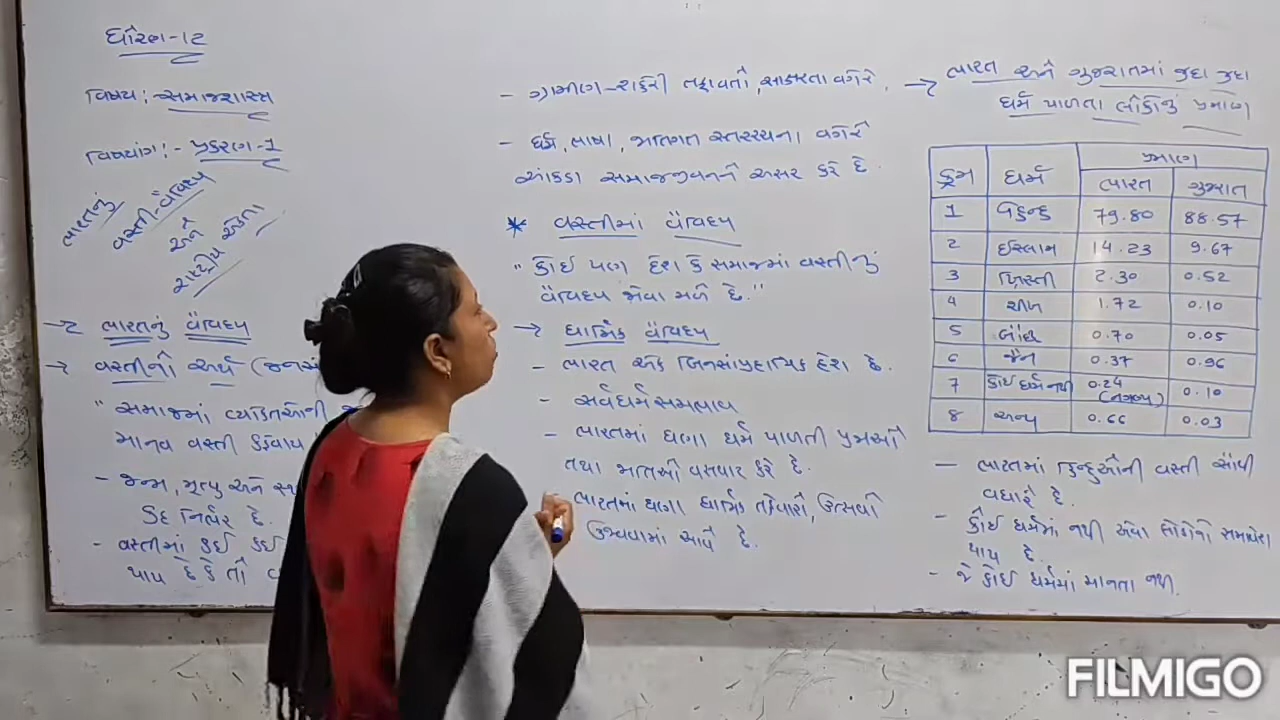 ધોરણ-12
વિષય: સમાજશાસ્ત્ર
વિષયાંગ:- પ્રકરણ-1
ભારતનું
વસ્તી-વૈવિધ્ય
અને
રાષ્ટ્રીય એકતા
→ ભારતનું વૈવિધ્ય
→ વસ્તીનો અર્થ
"સમાજમાં વ્યક્તિઓની
માનવ વસ્તી કહેવાય
- જન્મ, મૃત્યુ અને
કદ નિર્ભર છે.
- વસ્તીમાં કઈ કઈ
થાય છે કે તો
- ગ્રામીણ-શહેરી તફાવતો, સાક્ષરતા વગેરે.
- ધર્મ, ભાષા, જાતિગત સ્તરરચના વગેરે
આંકડા સમાજજીવનને અસર કરે છે.
* વસ્તીમાં વૈવિધ્ય
"કોઈ પણ દેશ કે સમાજમાં વસ્તીનું
વૈવિધ્ય જોવા મળે છે."
→ ધાર્મિક વૈવિધ્ય
- ભારત એક બિનસાંપ્રદાયિક દેશ છે.
- સર્વધર્મ સમભાવ
- ભારતમાં ઘણા ધર્મ પાળતી પ્રજાઓ
તથા જાતિઓ વસવાટ કરે છે.
ભારતમાં ઘણા ધાર્મિક તહેવારો, ઉત્સવો
ઉજવવામાં આવે છે.
→ ભારત અને ગુજરાતમાં જુદા જુદા
ધર્મ પાળતા લોકોનું પ્રમાણ
ક્રમ ધર્મ પ્રમાણ
ભારત ગુજરાત
1 હિન્દુ 79.80 88.57
2 ઈસ્લામ 14.23 9.67
3 ખ્રિસ્તી 2.30 0.52
4 શીખ 1.72 0.10
5 બૌદ્ધ 0.70 0.05
6 જૈન 0.37 0.96
7 કોઈ ધર્મ નથી 0.24 0.10
(નગણ્ય)
8 અન્ય 0.66 0.03
- ભારતમાં હિન્દુઓની વસ્તી સૌથી
વધારે છે.
- કોઈ ધર્મમાં નથી એવા લોકોનો સમાવેશ
થાય છે.
- જે કોઈ ધર્મમાં માનતા નથી.
FILMIGO